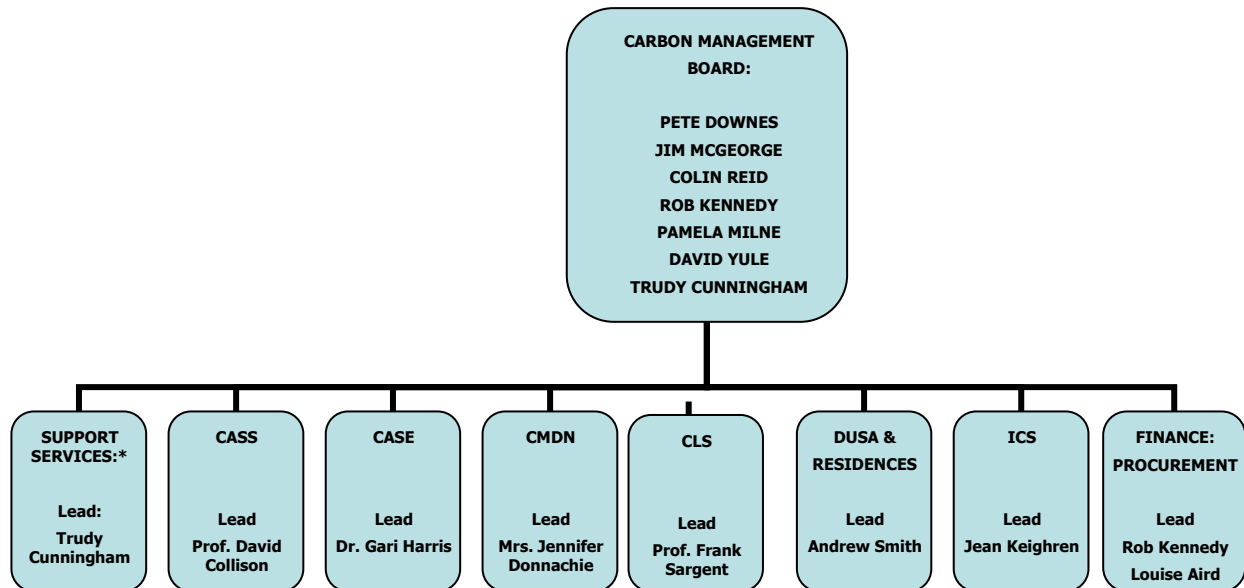 CARBON MANAGEMENT
BOARD:
PETE DOWNES
JIM MCGEORGE
COLIN REID
ROB KENNEDY
PAMELA MILNE
DAVID YULE
TRUDY CUNNINGHAM
SUPPORT
SERVICES:*
Lead:
Trudy
Cunningham
CASS
Lead
Prof. David
Collison
CASE
Lead
Dr. Gari Harris
CMDN
Lead
Mrs. Jennifer
Donnachie
CLS
Lead
Prof. Frank
Sargent
DUSA &
RESIDENCES
Lead
Andrew Smith
ICS
Lead
Jean Keighren
FINANCE:
PROCUREMENT
Lead
Rob Kennedy
Louise Aird